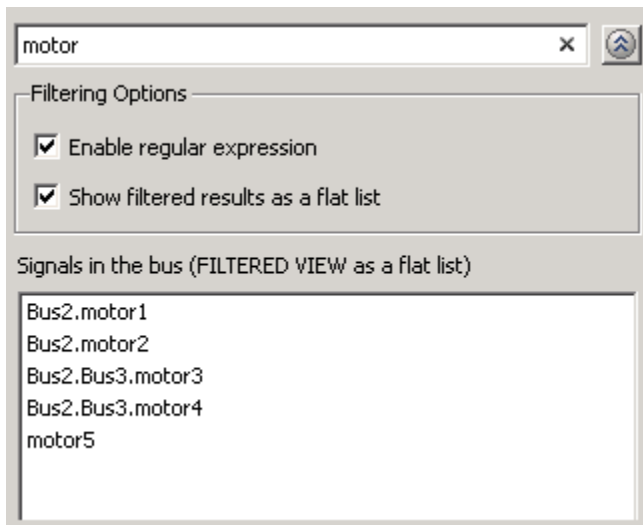 motor
Filtering Options
Enable regular expression
Show filtered results as a flat list
Signals in the bus (FILTERED VIEW as a flat list)
Bus2.motor1
Bus2.motor2
Bus2.Bus3.motor3
Bus2.Bus3.motor4
motor5